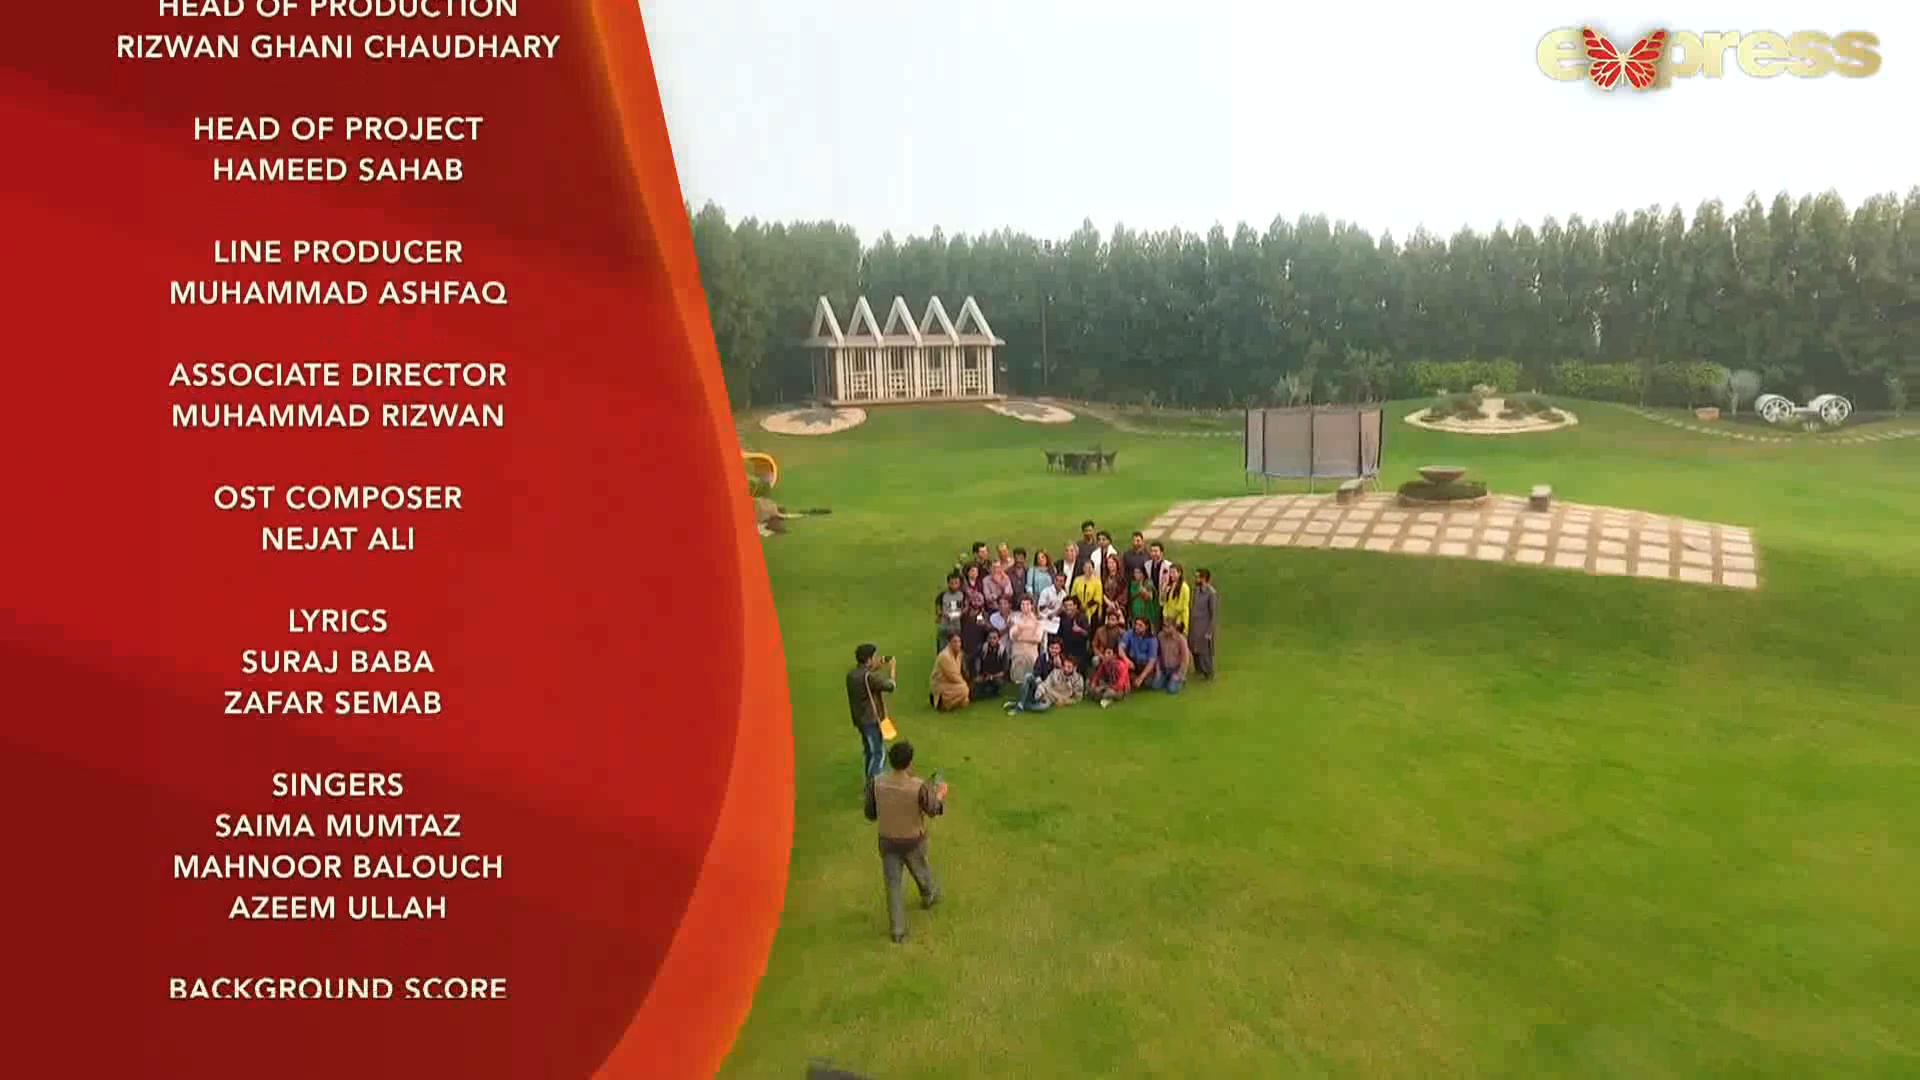 HEAD OF PRODUCTION
RIZWAN GHANI CHAUDHARY
HEAD OF PROJECT
HAMEED SAHAB
LINE PRODUCER
MUHAMMAD ASHFAQ
ASSOCIATE DIRECTOR
MUHAMMAD RIZWAN
OST COMPOSER
NEJAT ALI
LYRICS
SURAJ BABA
ZAFAR SEMAB
SINGERS
SAIMA MUMTAZ
MAHNOOR BALOUCH
AZEEM ULLAH
BACKGROUND SCORE
express